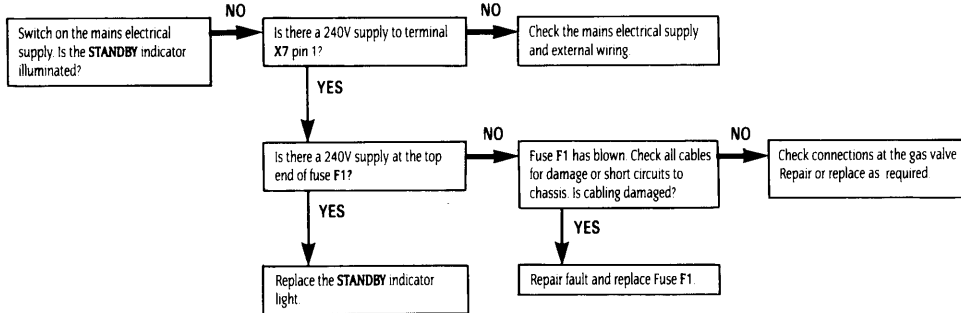 NO
Switch on the mains electrical
supply. Is the STANDBY indicator
illuminated?
Is there a 240V supply to terminal
X7 pin 1?
NO
Check the mains electrical supply
and external wiring.
YES
Is there a 240V supply at the top
end of fuse F1?
NO
Fuse F1 has blown. Check all cables
for damage or short circuits to
chassis. Is cabling damaged?
NO
Check connections at the gas valve
Repair or replace as required
YES
Replace the STANDBY indicator
light.
YES
Repair fault and replace Fuse F1.